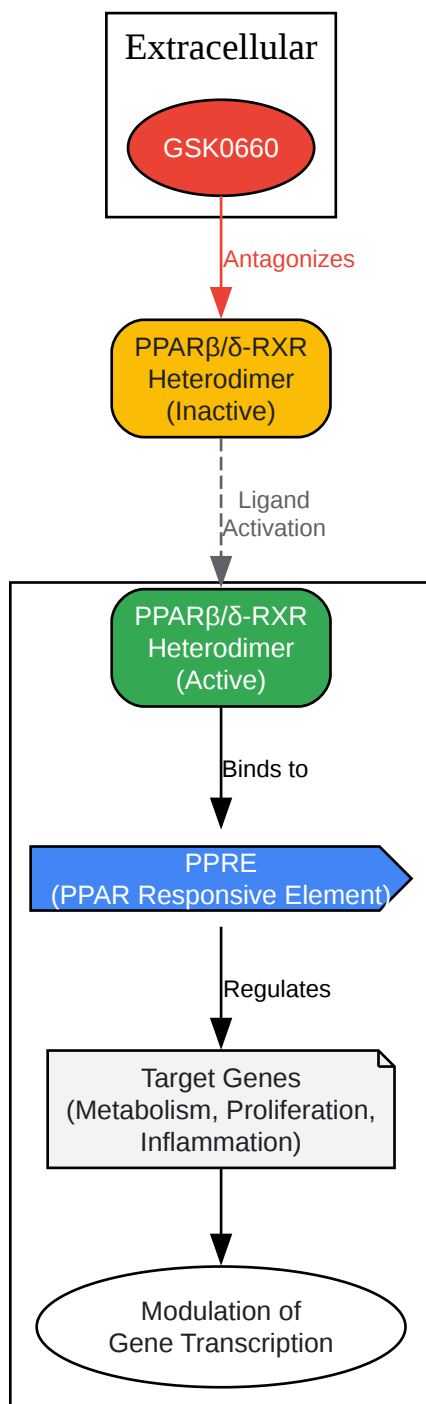 Extracellular
GSK0660
Antagonizes
PPARβ/δ-RXR
Heterodimer
(Inactive)
Ligand
Activation
PPARβ/δ-RXR
Heterodimer
(Active)
Binds to
PPRE
(PPAR Responsive Element)
Regulates
Target Genes
(Metabolism, Proliferation,
Inflammation)
Modulation of
Gene Transcription